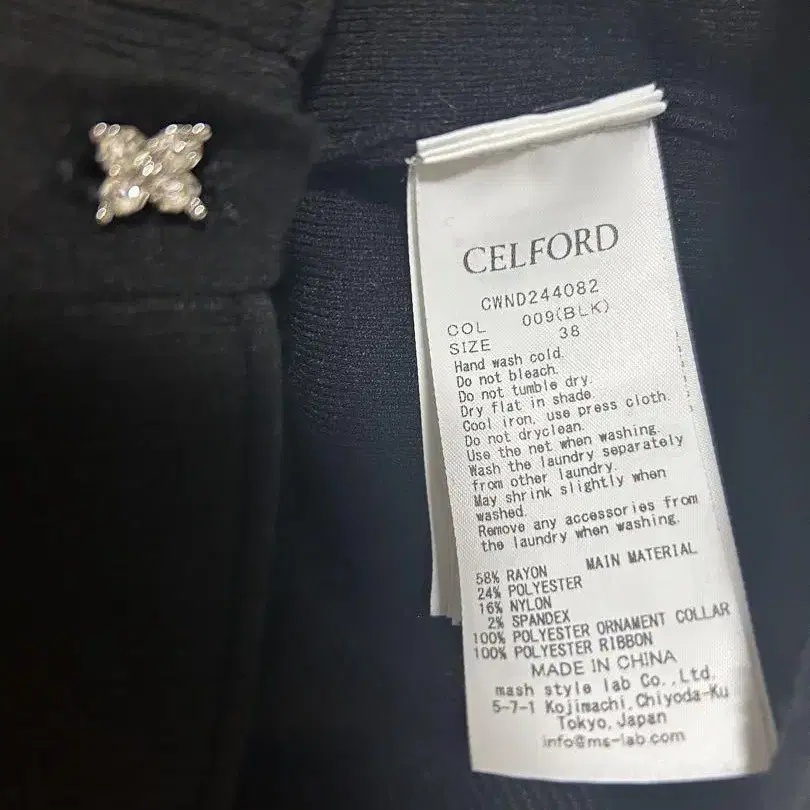 CELFORD
CWND244082
COL 009(BLK)
SIZE 38
Hand wash cold.
Do not bleach.
Do not tumble dry.
Dry flat in shade
Cool iron, use press cloth.
Do not dryclean.
Use the net when washing.
Wash the laundry separately
from other laundry.
May shrink slightly when
washed.
Remove any accessories from
the laundry when washing.
MAIN MATERIAL
58% RAYON
24% POLYESTER
16% NYLON
2% SPANDEX
100% POLYESTER ORNAMENT COLLAR
100% POLYESTER RIBBON
MADE IN CHINA
mash style lab Co.,Ltd.
5-7-1 Kojimachi,Chiyoda-Ku
Tokyo,Japan
info@ms-lab.com